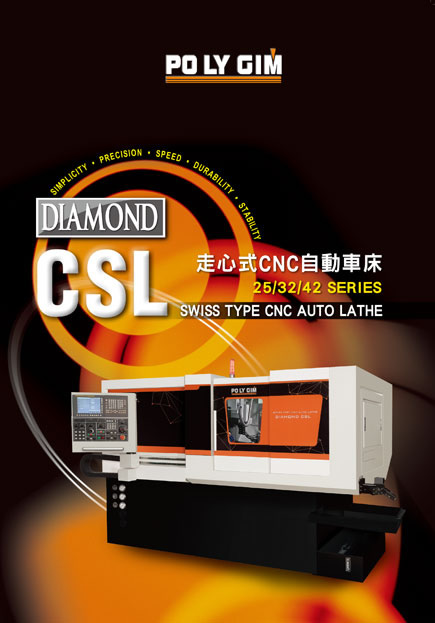 PO LY GIM
SIMPLICITY • PRECISION • SPEED • DURABILITY • STABILITY
DIAMOND
CSL
走心式CNC自動車床
25/32/42 SERIES
SWISS TYPE CNC AUTO LATHE
PO LY GIM
DIAMOND CSL